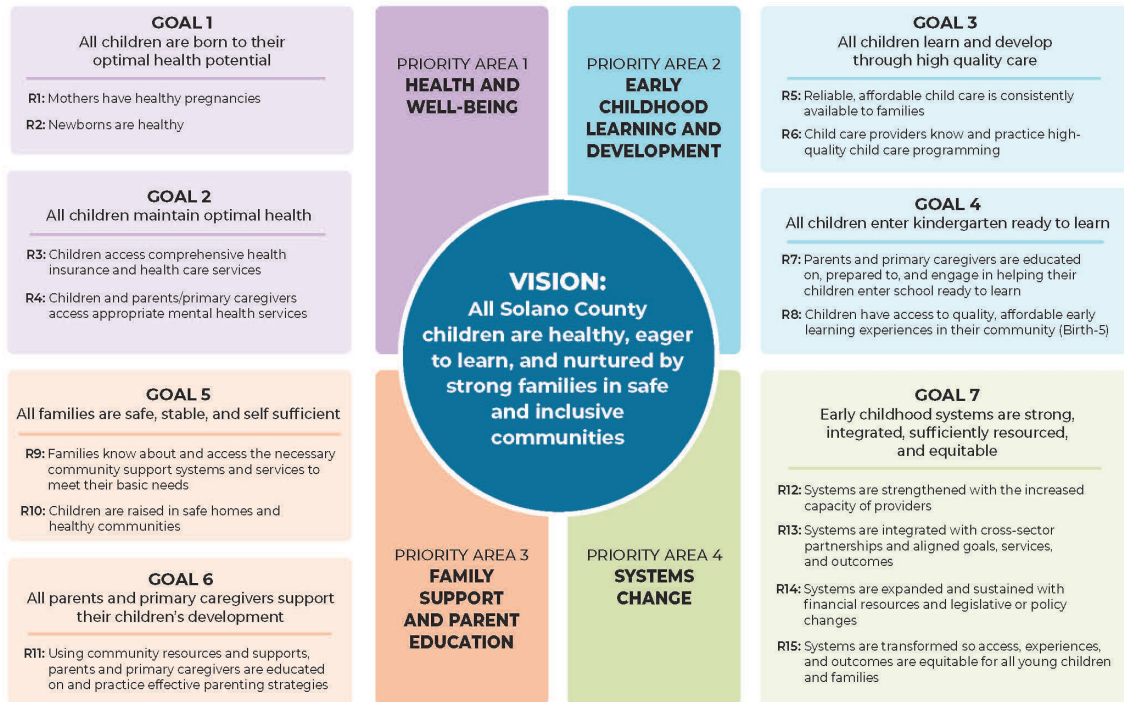 GOAL 1
All children are born to their
optimal health potential
R1: Mothers have healthy pregnancies
R2: Newborns are healthy
GOAL 2
All children maintain optimal health
R3: Children access comprehensive health
insurance and health care services
R4: Children and parents/primary caregivers
access appropriate mental health services
PRIORITY AREA 1
HEALTH AND
WELL-BEING
PRIORITY AREA 2
EARLY
CHILDHOOD
LEARNING AND
DEVELOPMENT
GOAL 3
All children learn and develop
through high quality care
R5: Reliable, affordable child care is consistently
available to families
R6: Child care providers know and practice high-
quality child care programming
GOAL 4
All children enter kindergarten ready to learn
R7: Parents and primary caregivers are educated
on, prepared to, and engage in helping their
children enter school ready to learn
R8: Children have access to quality, affordable early
learning experiences in their community (Birth-5)
VISION:
All Solano County
children are healthy, eager
to learn, and nurtured by
strong families in safe
and inclusive
communities
GOAL 5
All families are safe, stable, and self sufficient
R9: Families know about and access the necessary
community support systems and services to
meet their basic needs
R10: Children are raised in safe homes and
healthy communities
GOAL 6
All parents and primary caregivers support
their children's development
R11: Using community resources and supports,
parents and primary caregivers are educated
on and practice effective parenting strategies
PRIORITY AREA 3
FAMILY
SUPPORT
AND PARENT
EDUCATION
PRIORITY AREA 4
SYSTEMS
CHANGE
GOAL 7
Early childhood systems are strong,
integrated, sufficiently resourced,
and equitable
R12: Systems are strengthened with the increased
capacity of providers
R13: Systems are integrated with cross-sector
partnerships and aligned goals, services,
and outcomes
R14: Systems are expanded and sustained with
financial resources and legislative or policy
changes
R15: Systems are transformed so access, experiences,
and outcomes are equitable for all young children
and families